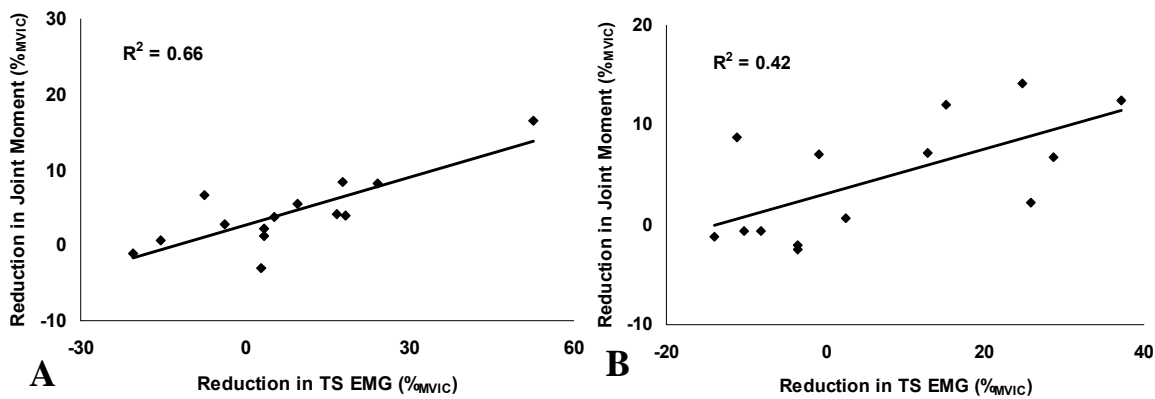 Reduction in Joint Moment (%MVIC)
30
20
10
0
-10
R² = 0.66
-30
0
30
60
Reduction in TS EMG (%MVIC)
A
Reduction in Joint Moment (%MVIC)
20
10
0
-10
R² = 0.42
-20
0
20
40
Reduction in TS EMG (%MVIC)
B